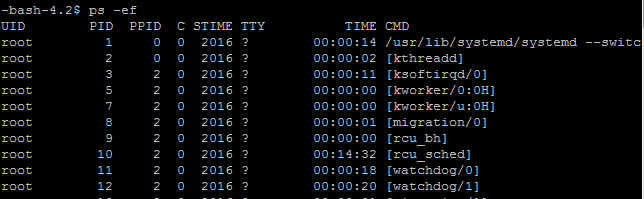 -bash-4.2$ ps -ef
UID        PID  PPID  C STIME TTY          TIME CMD
root         1     0  0  2016 ?        00:00:14 /usr/lib/systemd/systemd --switc
root         2     0  0  2016 ?        00:00:02 [kthreadd]
root         3     2  0  2016 ?        00:00:11 [ksoftirqd/0]
root         5     2  0  2016 ?        00:00:00 [kworker/0:0H]
root         7     2  0  2016 ?        00:00:00 [kworker/u:0H]
root         8     2  0  2016 ?        00:00:01 [migration/0]
root         9     2  0  2016 ?        00:00:00 [rcu_bh]
root        10     2  0  2016 ?        00:14:32 [rcu_sched]
root        11     2  0  2016 ?        00:00:18 [watchdog/0]
root        12     2  0  2016 ?        00:00:20 [watchdog/1]